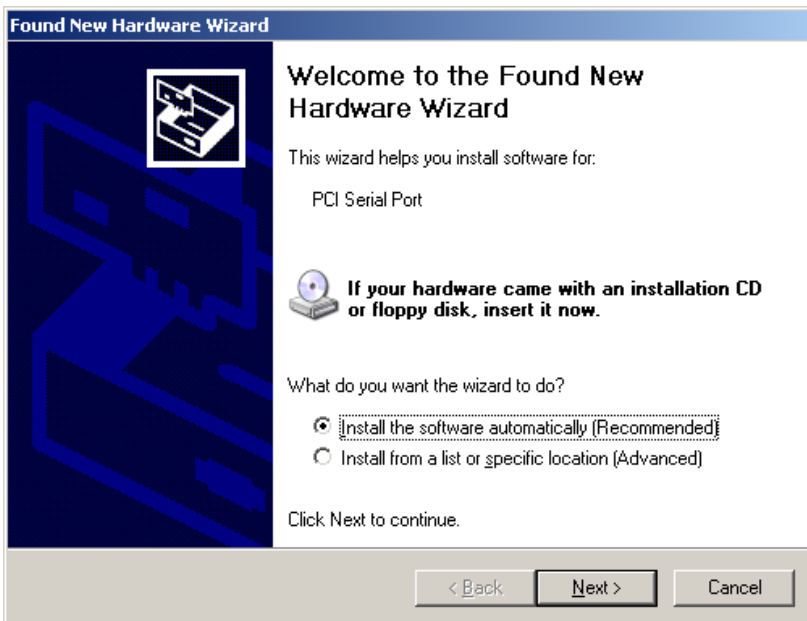 Found New Hardware Wizard
Welcome to the Found New
Hardware Wizard
This wizard helps you install software for:
PCI Serial Port
If your hardware came with an installation CD
or floppy disk, insert it now.
What do you want the wizard to do?
Install the software automatically (Recommended)
Install from a list or specific location (Advanced)
Click Next to continue.
< Back Next > Cancel